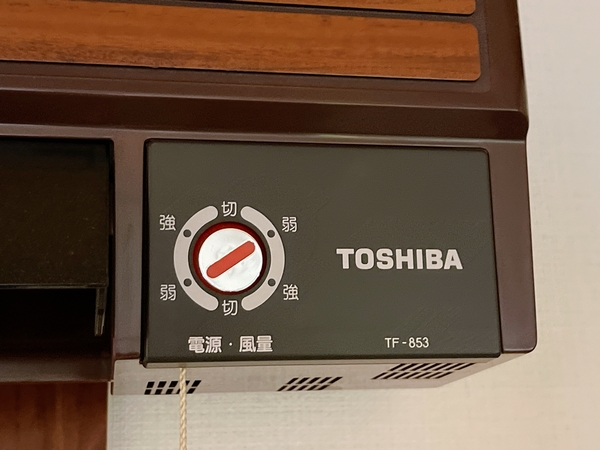 切
強 弱
TOSHIBA
弱 強
切
電源・風量
TF-853